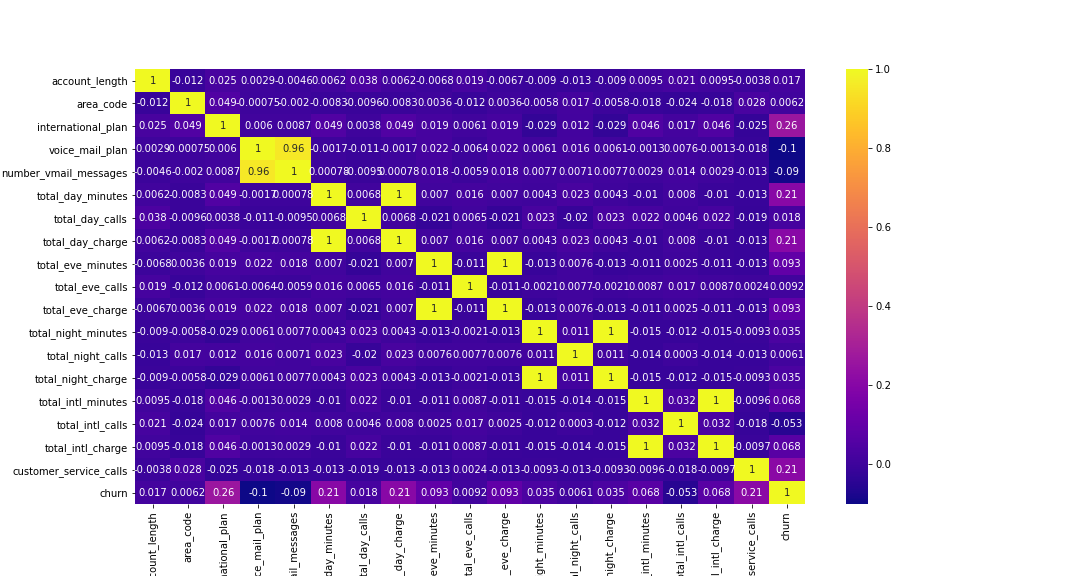 1.0
account_length 1 -0.012 0.025 0.0029 -0.0046 0.0062 0.038 0.0062 -0.0068 0.019 -0.0067 -0.009 -0.013 -0.009 0.0095 0.021 0.0095 -0.0038 0.017
area_code -0.012 1 0.049 -0.00075 -0.002 -0.0083 -0.0096 -0.0083 0.0036 -0.012 0.0036 -0.0058 0.017 -0.0058 -0.018 -0.024 -0.018 0.028 0.0062
international_plan 0.025 0.049 1 0.006 0.0087 0.049 0.0038 0.049 0.019 0.0061 0.019 -0.029 0.012 -0.029 0.046 0.017 0.046 -0.025 0.26
voice_mail_plan 0.0029 -0.00075 0.006 1 0.96 -0.0017 -0.011 -0.0017 0.022 -0.0064 0.022 0.0061 0.016 0.0061 -0.0013 0.0076 -0.0013 -0.018 -0.1
0.8
number_vmail_messages -0.0046 -0.002 0.0087 0.96 1 0.00078 -0.0095 0.00078 0.018 -0.0059 0.018 0.0077 0.0071 0.0077 0.0029 0.014 0.0029 -0.013 -0.09
total_day_minutes 0.0062 -0.0083 0.049 -0.0017 0.00078 1 0.0068 1 0.007 0.016 0.007 0.0043 0.023 0.0043 -0.01 0.008 -0.01 -0.013 0.21
total_day_calls 0.038 -0.0096 0.0038 -0.011 -0.0095 0.0068 1 0.0068 -0.021 0.0065 -0.021 0.023 -0.02 0.023 0.022 0.0046 0.022 -0.019 0.018
0.6
total_day_charge 0.0062 -0.0083 0.049 -0.0017 0.00078 1 0.0068 1 0.007 0.016 0.007 0.0043 0.023 0.0043 -0.01 0.008 -0.01 -0.013 0.21
total_eve_minutes -0.0068 0.0036 0.019 0.022 0.018 0.007 -0.021 0.007 1 -0.011 1 -0.013 0.0076 -0.013 -0.011 0.0025 -0.011 -0.013 0.093
total_eve_calls 0.019 -0.012 0.0061 -0.0064 -0.0059 0.016 0.0065 0.016 -0.011 1 -0.011 -0.0021 0.0077 -0.0021 0.0087 0.017 0.0087 0.0024 0.0092
0.4
total_eve_charge -0.0067 0.0036 0.019 0.022 0.018 0.007 -0.021 0.007 1 -0.011 1 -0.013 0.0076 -0.013 -0.011 0.0025 -0.011 -0.013 0.093
total_night_minutes -0.009 -0.0058 -0.029 0.0061 0.0077 0.0043 0.023 0.0043 -0.013 -0.0021 -0.013 1 0.011 1 -0.015 -0.012 -0.015 -0.0093 0.035
total_night_calls -0.013 0.017 0.012 0.016 0.0071 0.023 -0.02 0.023 0.0076 0.0077 0.0076 0.011 1 0.011 -0.014 0.0003 -0.014 -0.013 0.0061
total_night_charge -0.009 -0.0058 -0.029 0.0061 0.0077 0.0043 0.023 0.0043 -0.013 -0.0021 -0.013 1 0.011 1 -0.015 -0.012 -0.015 -0.0093 0.035
0.2
total_intl_minutes 0.0095 -0.018 0.046 -0.0013 0.0029 -0.01 0.022 -0.01 -0.011 0.0087 -0.011 -0.015 -0.014 -0.015 1 0.032 1 -0.0096 0.068
total_intl_calls 0.021 -0.024 0.017 0.0076 0.014 0.008 0.0046 0.008 0.0025 0.017 0.0025 -0.012 0.0003 -0.012 0.032 1 0.032 -0.018 -0.053
total_intl_charge 0.0095 -0.018 0.046 -0.0013 0.0029 -0.01 0.022 -0.01 -0.011 0.0087 -0.011 -0.015 -0.014 -0.015 1 0.032 1 -0.0097 0.068
0.0
customer_service_calls -0.0038 0.028 -0.025 -0.018 -0.013 -0.013 -0.019 -0.013 -0.013 0.0024 -0.013 -0.0093 -0.013 -0.0093 -0.0096 -0.018 -0.0097 1 0.21
churn 0.017 0.0062 0.26 -0.1 -0.09 0.21 0.018 0.21 0.093 0.0092 0.093 0.035 0.0061 0.035 0.068 -0.053 0.068 0.21 1
count_length
area_code
national_plan
ce_mail_plan
ail_messages
day_minutes
tal_day_calls
_day_charge
eve_minutes
tal_eve_calls
_eve_charge
ght_minutes
l_night_calls
night_charge
intl_minutes
otal_intl_calls
l_intl_charge
service_calls
churn